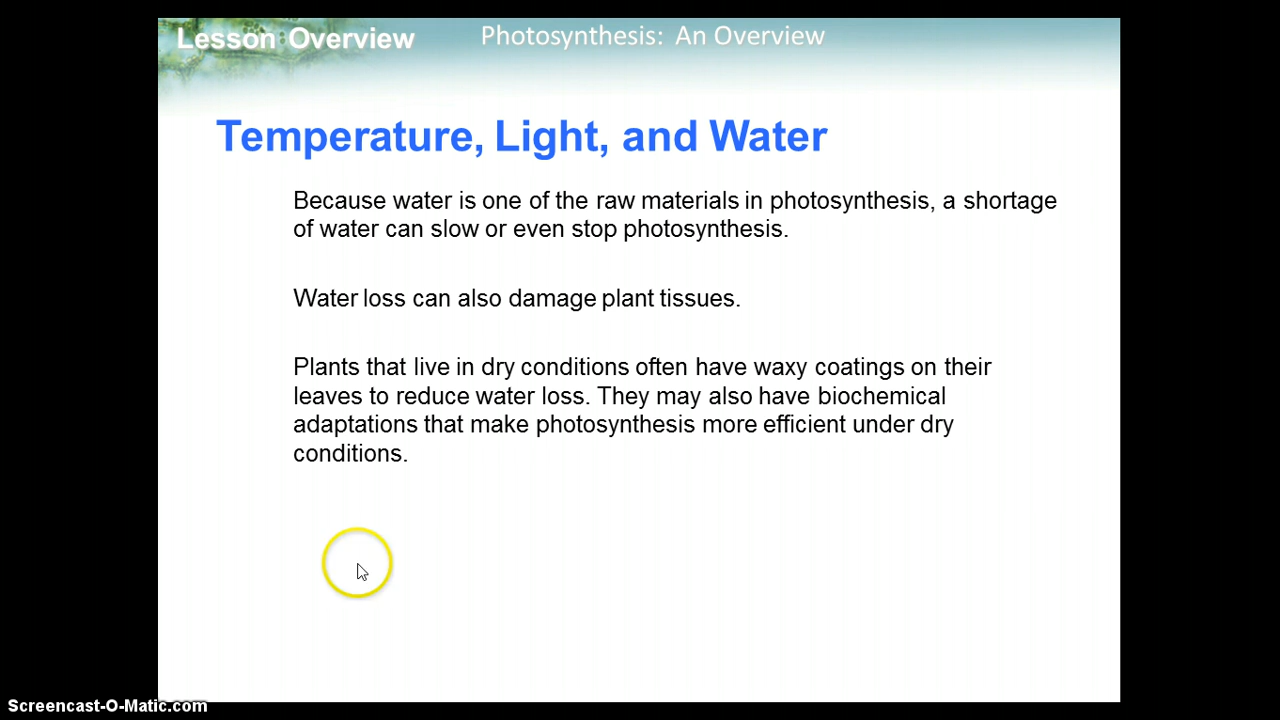 Lesson Overview Photosynthesis: An Overview
Temperature, Light, and Water
Because water is one of the raw materials in photosynthesis, a shortage
of water can slow or even stop photosynthesis.
Water loss can also damage plant tissues.
Plants that live in dry conditions often have waxy coatings on their
leaves to reduce water loss. They may also have biochemical
adaptations that make photosynthesis more efficient under dry
conditions.
Screencast-O-Matic.com